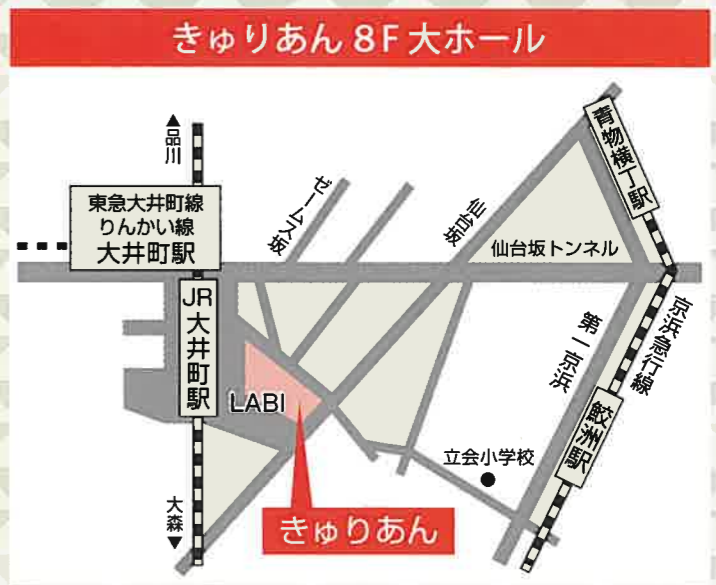 きゅりあん 8F 大ホール
▲品川
東急大井町線
りんかい線
大井町駅
ゼームス坂
仙台坂
青物横丁駅
仙台坂トンネル
JR大井町駅
LABI
第一京浜
京浜急行線
鮫洲駅
立会小学校
大森▼
きゅりあん